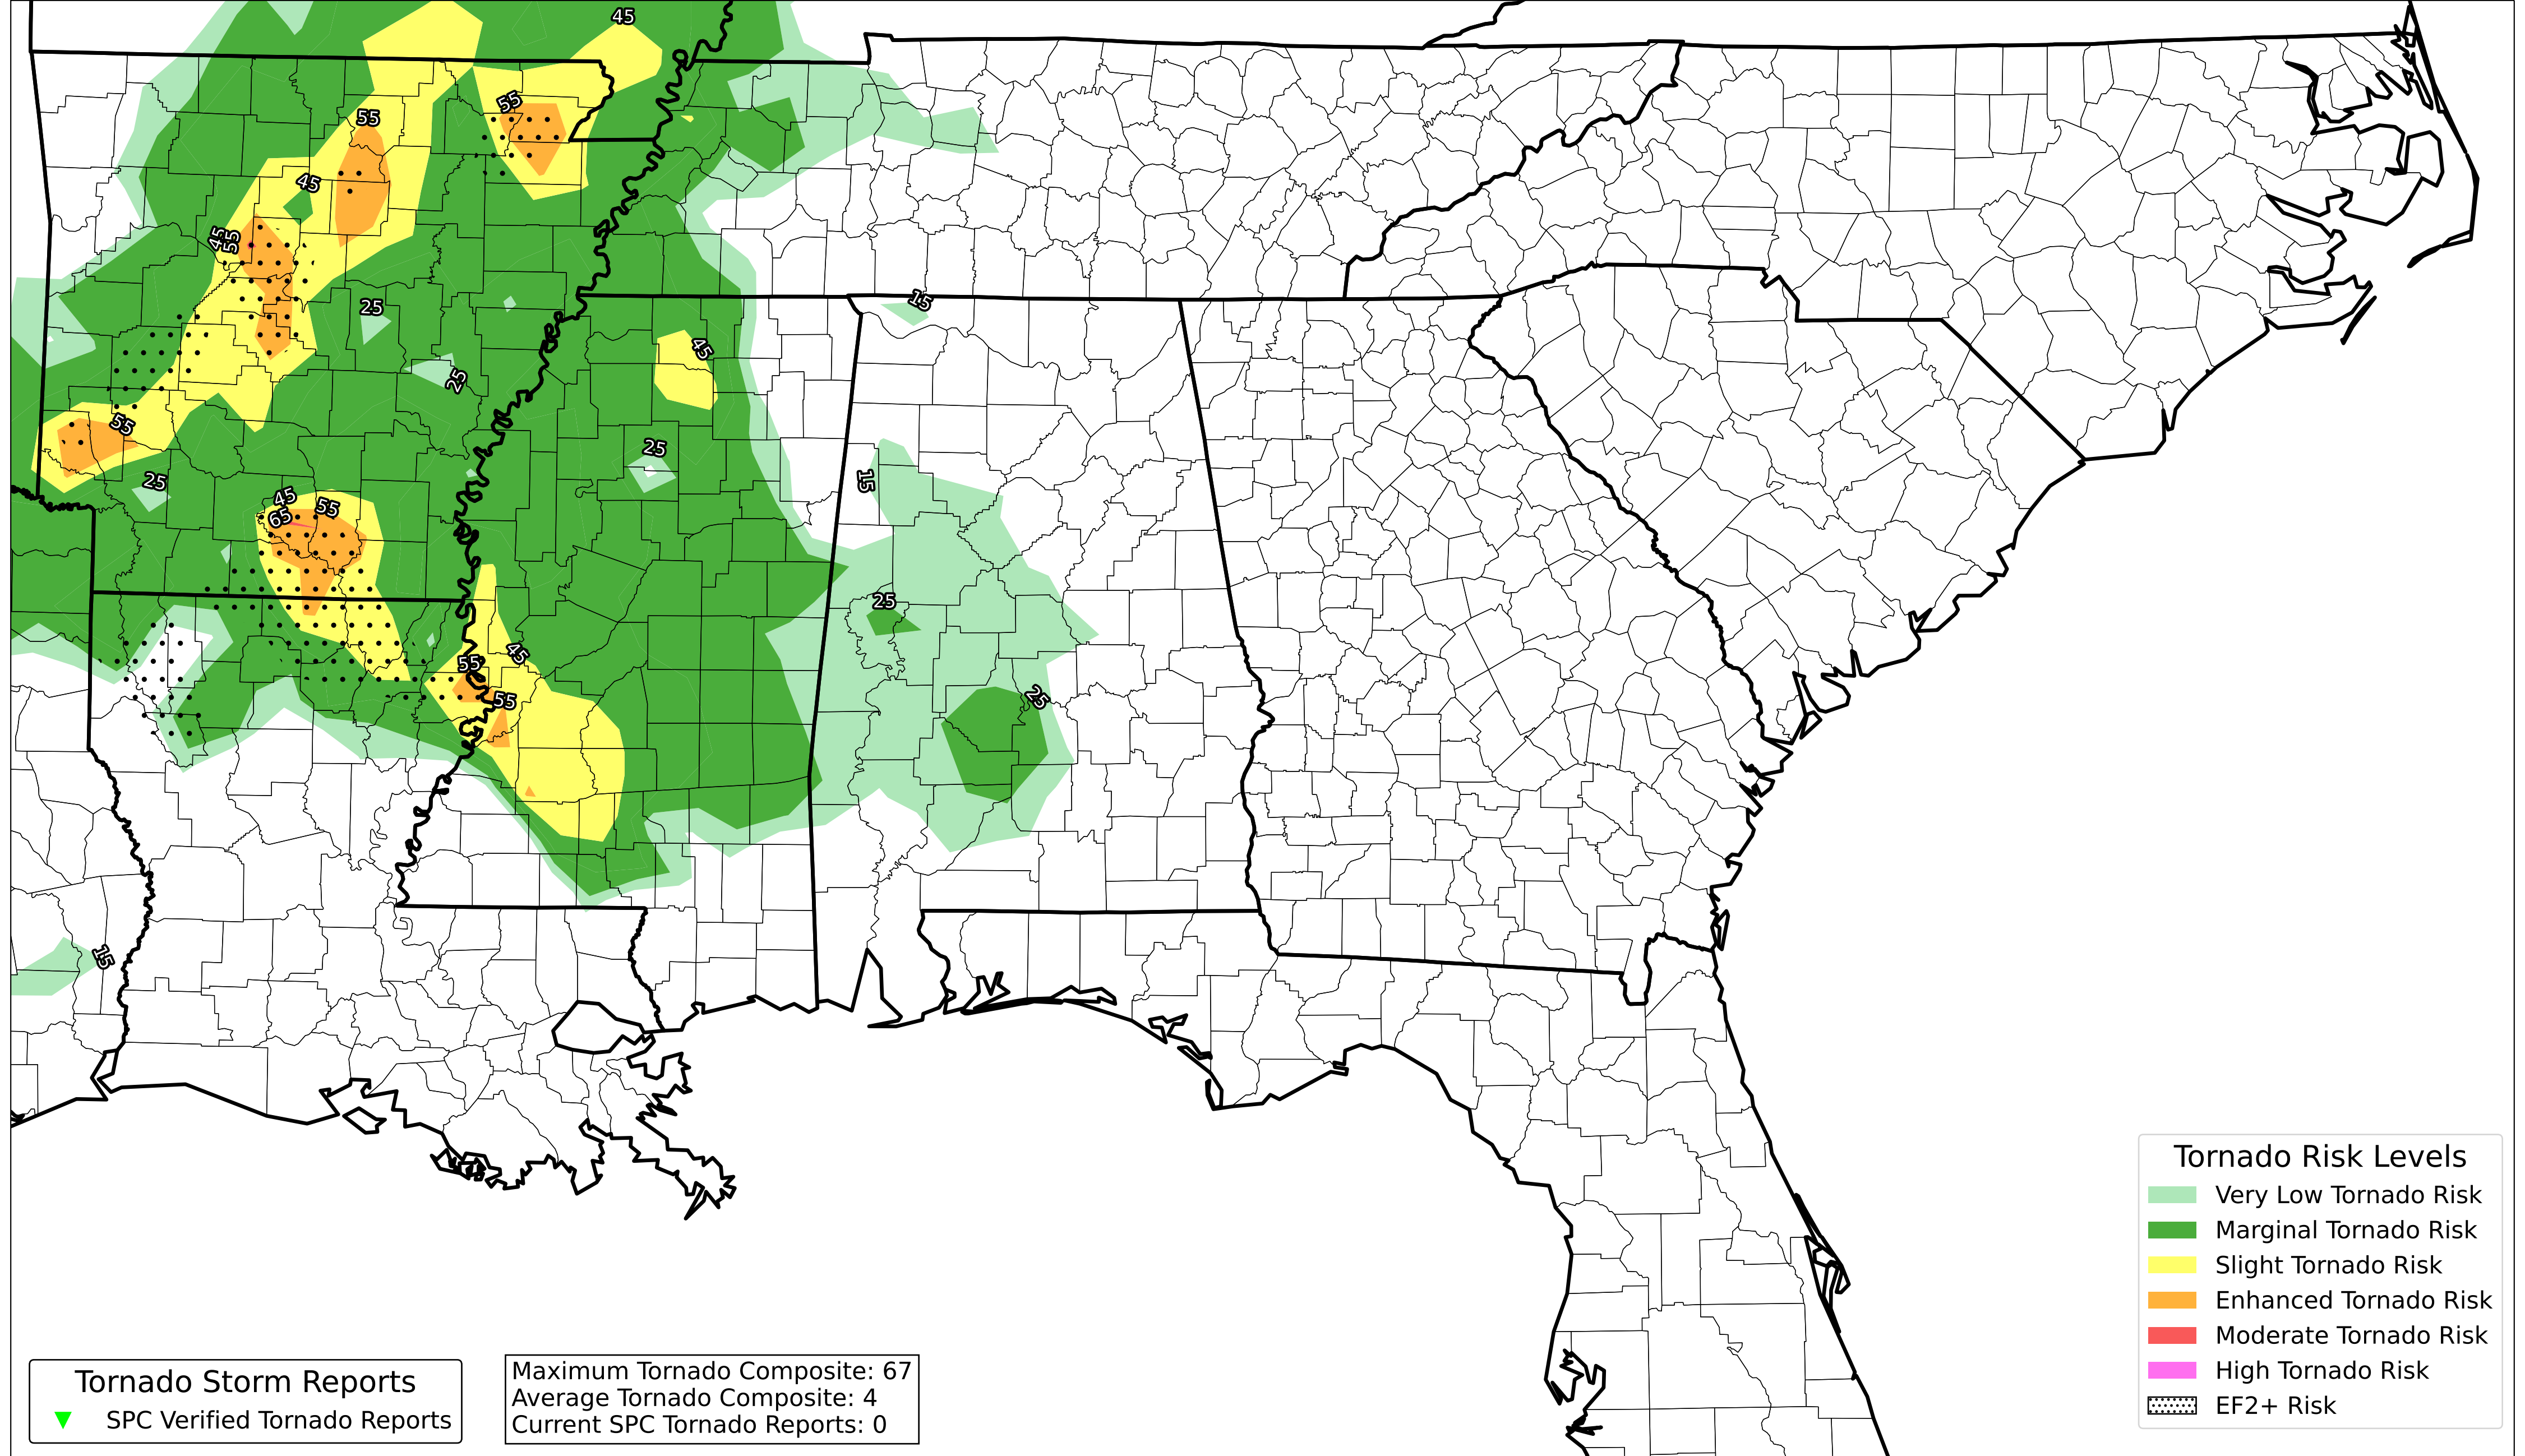 45
55
55
45
45
55
25
15
45
25
25
55
25
15
45
55
65
25
45
55
25
55
15
Tornado Risk Levels
Very Low Tornado Risk
Marginal Tornado Risk
Slight Tornado Risk
Enhanced Tornado Risk
Moderate Tornado Risk
High Tornado Risk
EF2+ Risk
Tornado Storm Reports
SPC Verified Tornado Reports
Maximum Tornado Composite: 67
Average Tornado Composite: 4
Current SPC Tornado Reports: 0